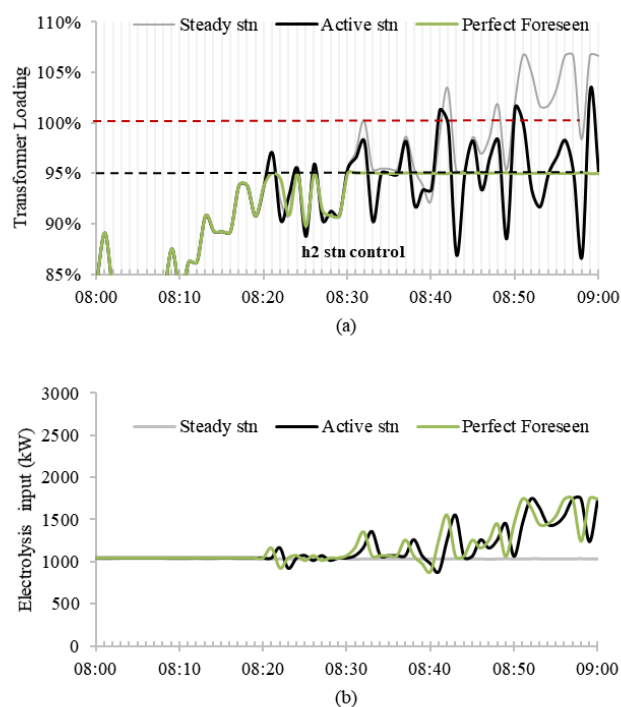 110%
Steady stn Active stn Perfect Foreseen
105%
100%
95%
90%
85%
Transformer Loading
h2 stn control
08:00 08:10 08:20 08:30 08:40 08:50 09:00
(a)
3000
Steady stn Active stn Perfect Foreseen
2500
2000
1500
1000
500
0
Electrolysis input (kW)
08:00 08:10 08:20 08:30 08:40 08:50 09:00
(b)